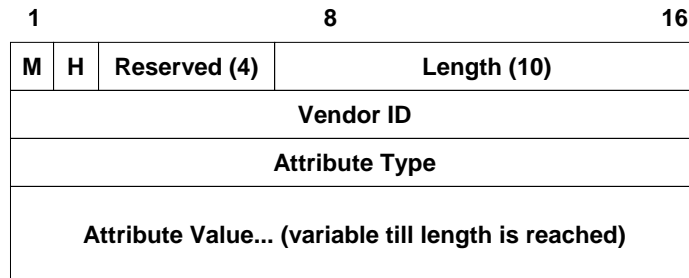 1 8 16
M H Reserved (4) Length (10)
Vendor ID
Attribute Type
Attribute Value... (variable till length is reached)